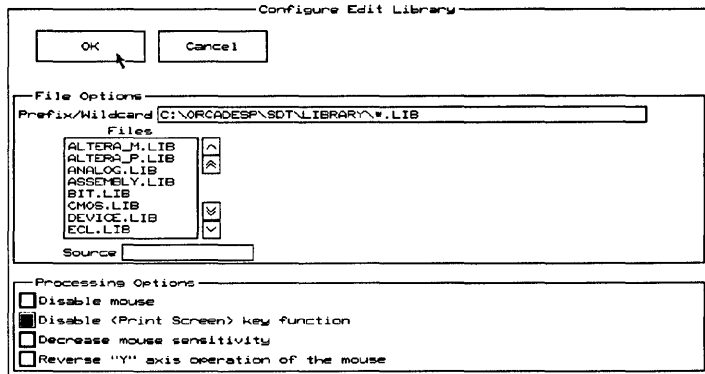 Configure Edit Library
OK Cancel
File Options
Prefix/Wildcard C:\ORCADESP\SDT\LIBRARY\*.LIB
Files
ALTERA_M.LIB
ALTERA_P.LIB
ANALOG.LIB
ASSEMBLY.LIB
BIT.LIB
CMOS.LIB
DEVICE.LIB
ECL.LIB
Source
Processing Options
Disable mouse
Disable <Print Screen> key function
Decrease mouse sensitivity
Reverse "Y" axis operation of the mouse